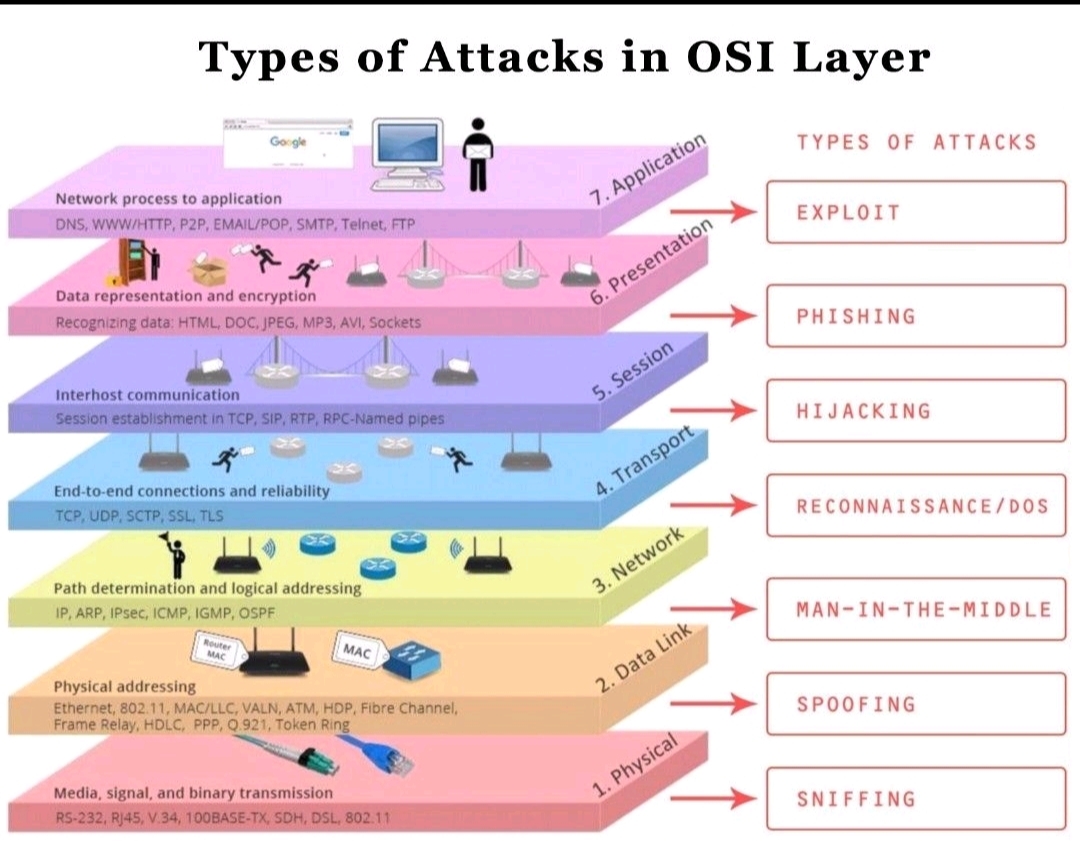 Types of Attacks in OSI Layer
TYPES OF ATTACKS
Google
7. Application
Network process to application
DNS, WWW/HTTP, P2P, EMAIL/POP, SMTP, Telnet, FTP
EXPLOIT
6. Presentation
Data representation and encryption
Recognizing data: HTML, DOC, JPEG, MP3, AVI, Sockets
PHISHING
5. Session
Interhost communication
Session establishment in TCP, SIP, RTP, RPC-Named pipes
HIJACKING
4. Transport
End-to-end connections and reliability
TCP, UDP, SCTP, SSL, TLS
RECONNAISSANCE/DOS
3. Network
Path determination and logical addressing
IP, ARP, IPsec, ICMP, IGMP, OSPF
MAN-IN-THE-MIDDLE
Router
MAC
MAC
2. Data Link
Physical addressing
Ethernet, 802.11, MAC/LLC, VALN, ATM, HDP, Fibre Channel,
Frame Relay, HDLC, PPP, Q.921, Token Ring
SPOOFING
1. Physical
Media, signal, and binary transmission
RS-232, RJ45, V.34, 100BASE-TX, SDH, DSL, 802.11
SNIFFING